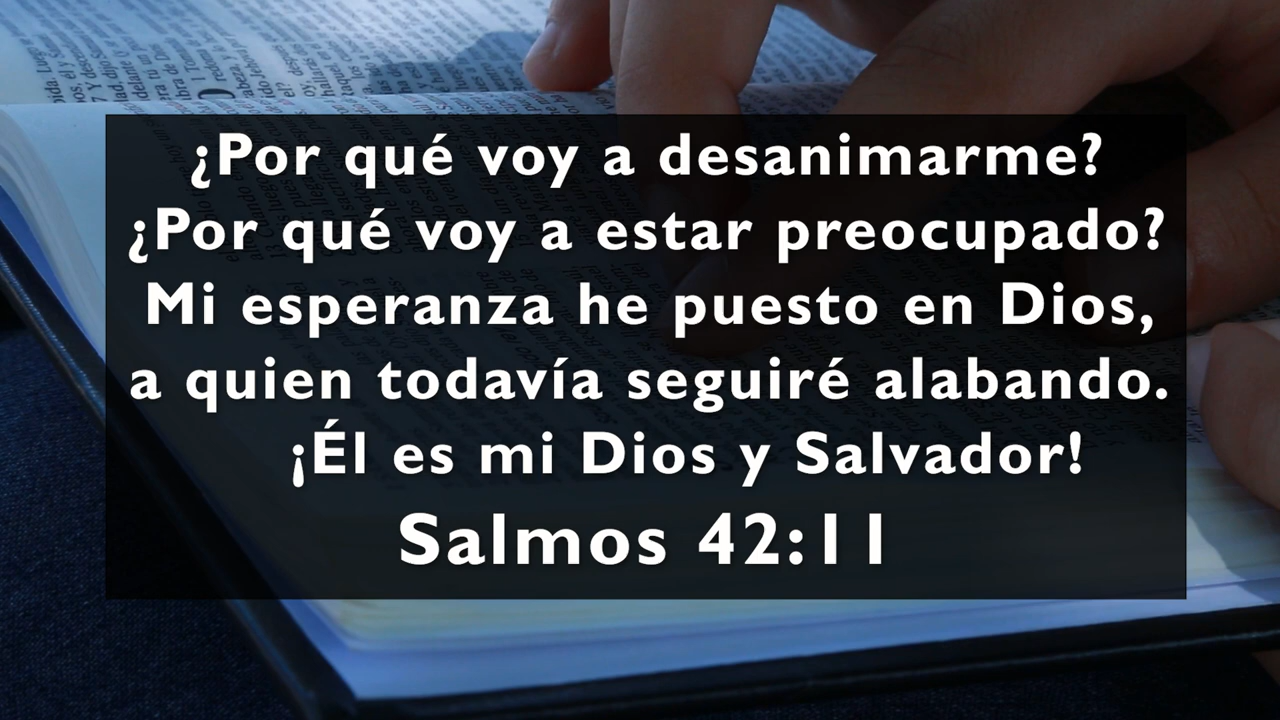 ¿Por qué voy a desanimarme?
¿Por qué voy a estar preocupado?
Mi esperanza he puesto en Dios,
a quien todavía seguiré alabando.
¡Él es mi Dios y Salvador!
Salmos 42:11